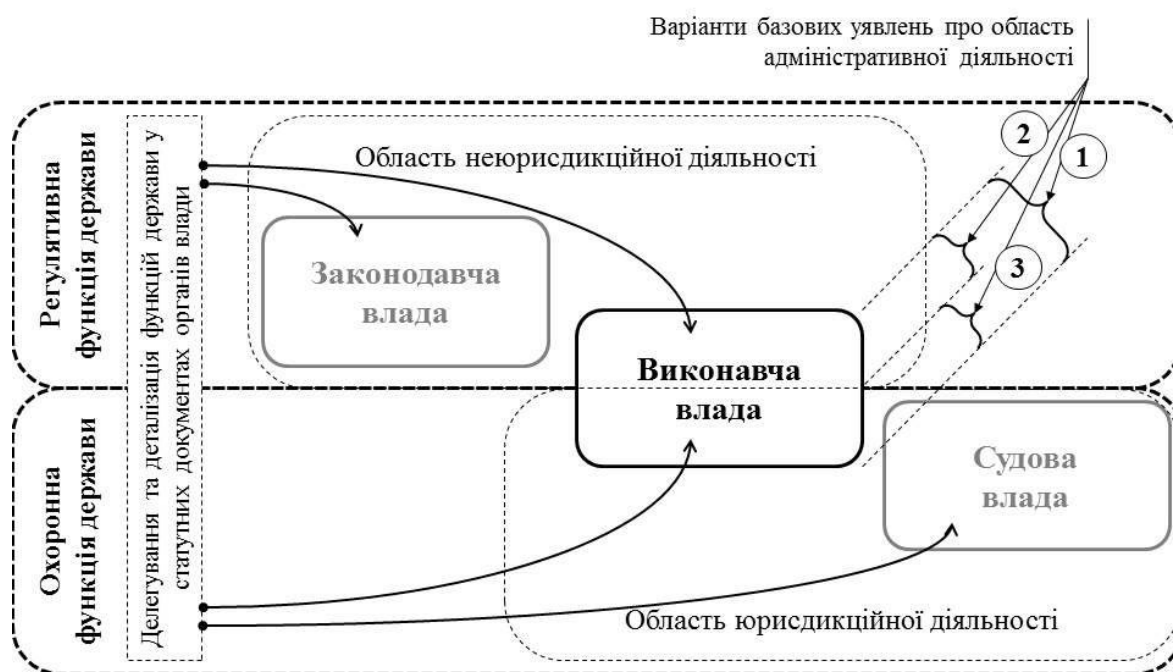 Варіанти базових уявлень про область
адміністративної діяльності
2
1
3
Регулятивна
функція держави
Охоронна
функція держави
Делегування та деталізація функцій держави у
статутних документах органів влади
Область неюрисдикційної діяльності
Законодавча
влада
Виконавча
влада
Судова
влада
Область юрисдикційної діяльності